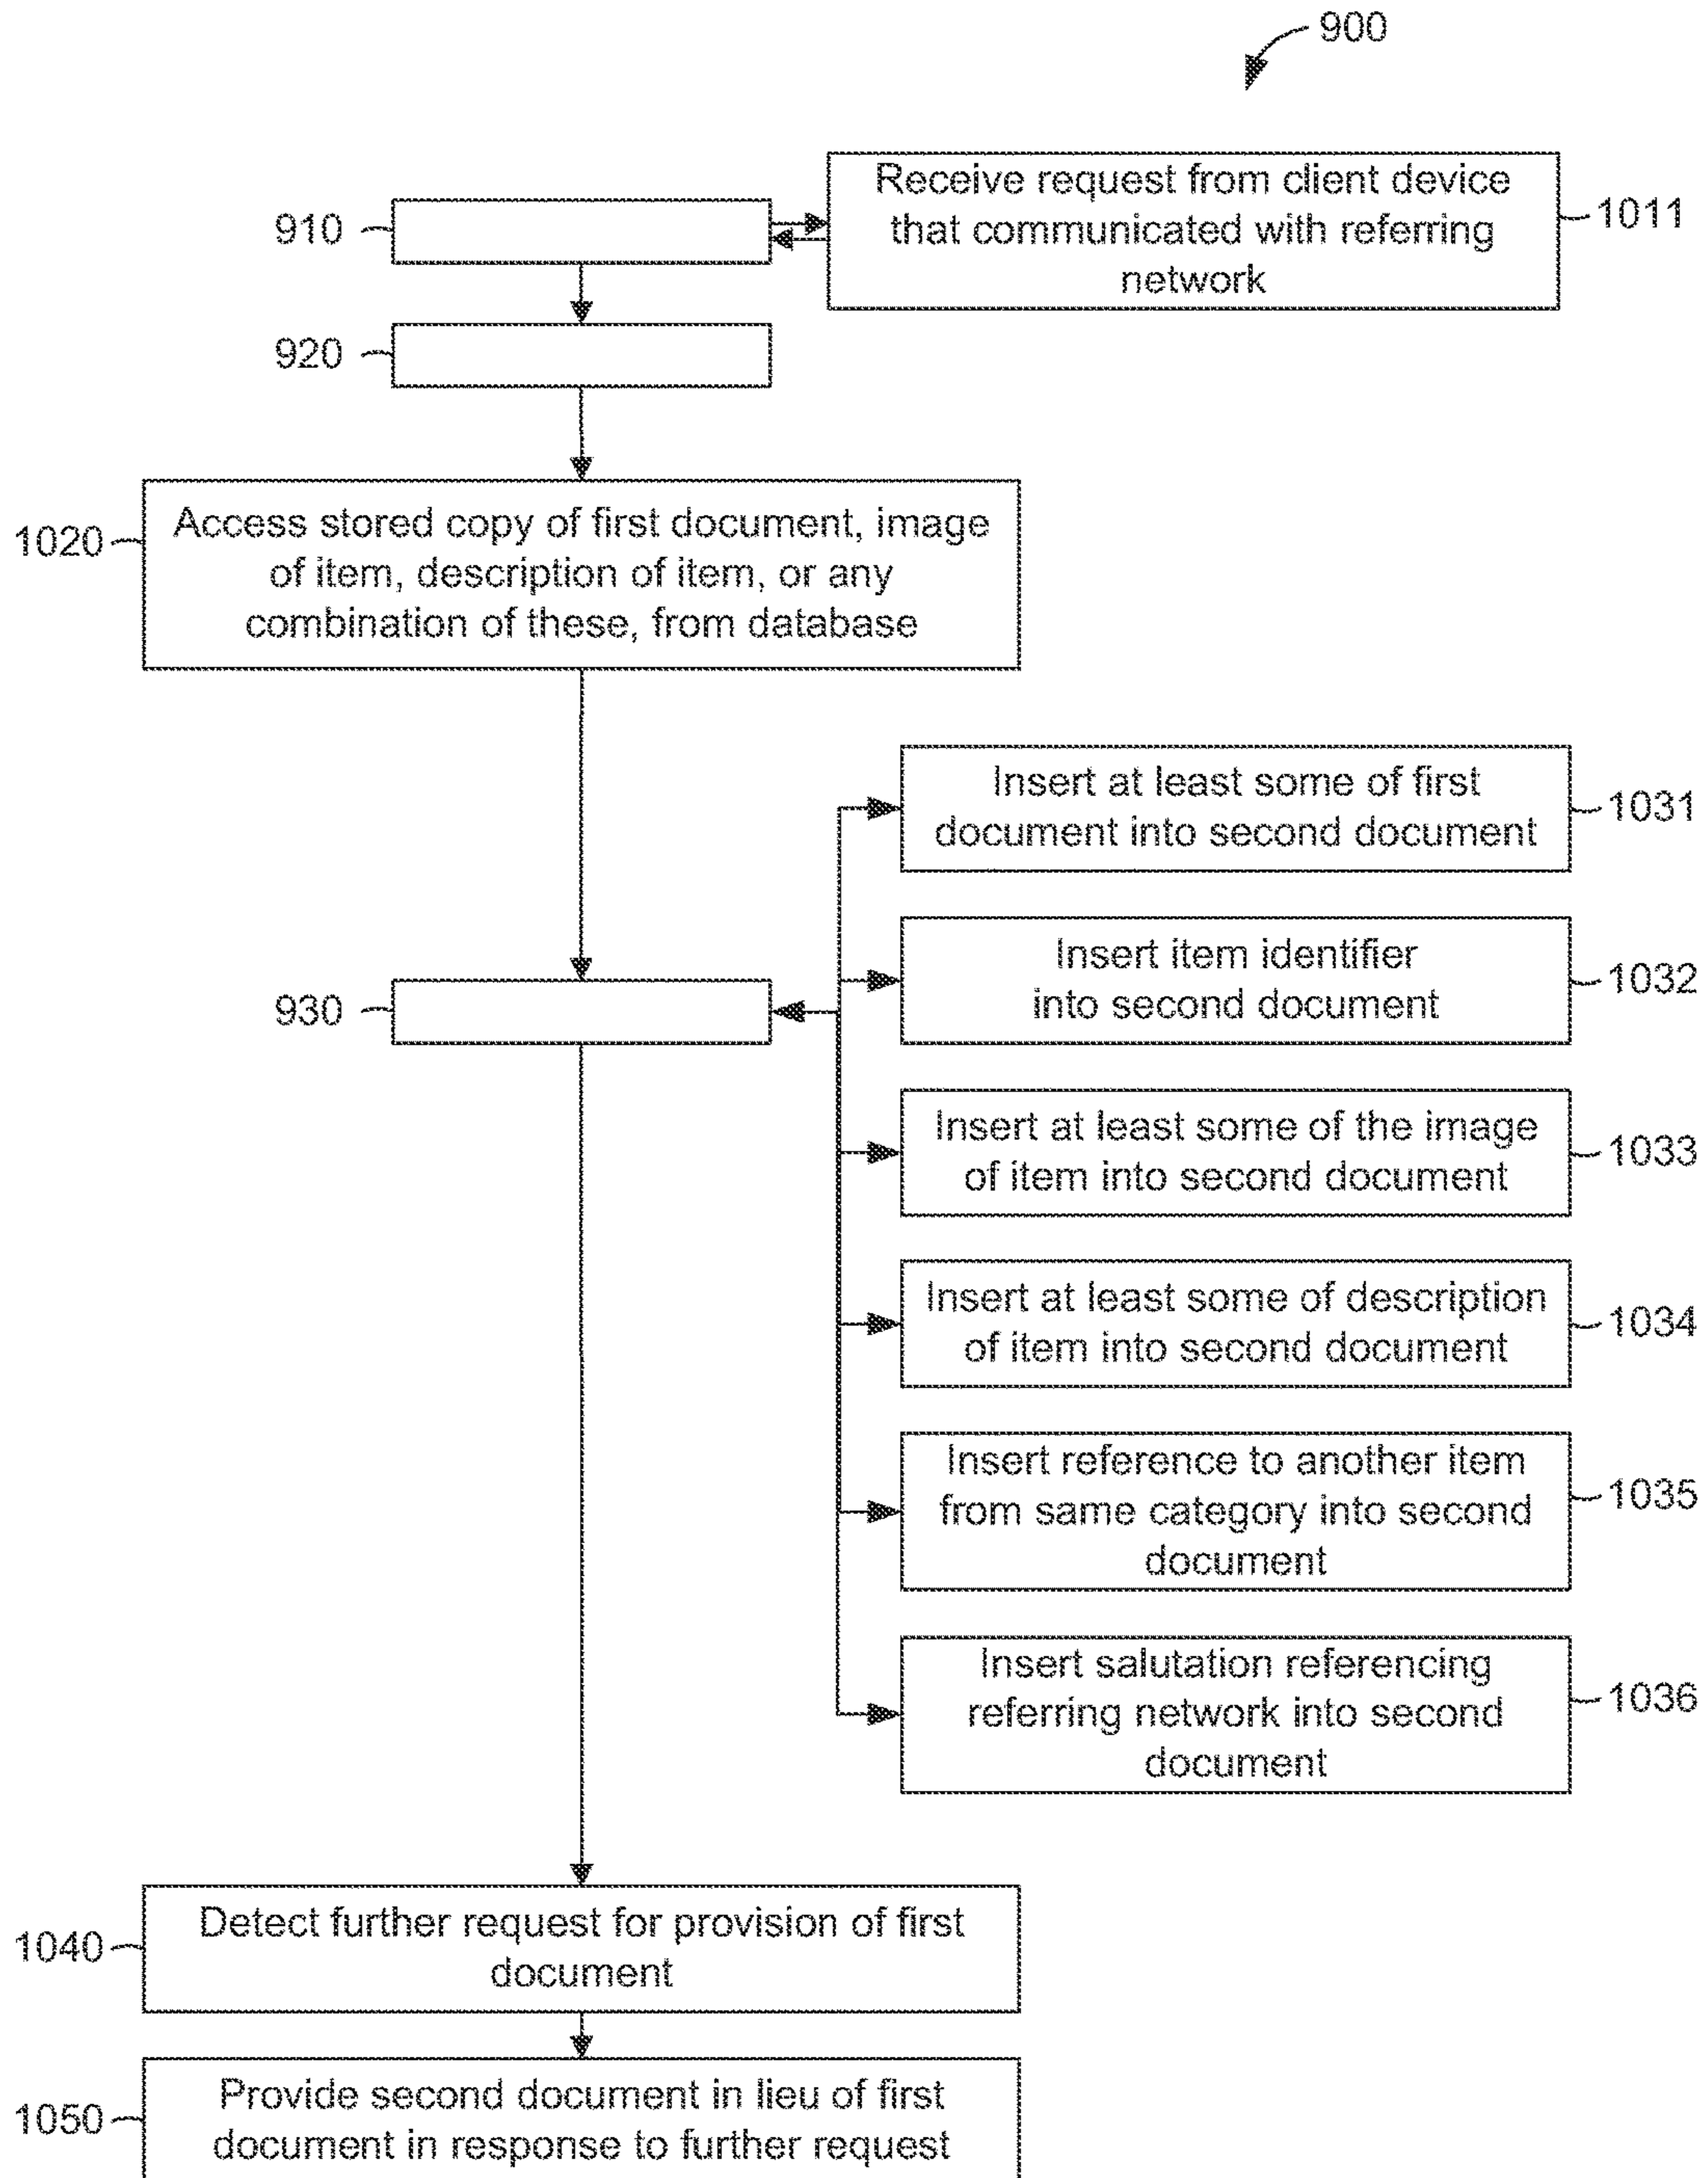 900
910
Receive request from client device
that communicated with referring
network
1011
920
1020
Access stored copy of first document, image
of item, description of item, or any
combination of these, from database
Insert at least some of first
document into second document
1031
Insert item identifier
into second document
1032
930
Insert at least some of the image
of item into second document
1033
Insert at least some of description
of item into second document
1034
Insert reference to another item
from same category into second
document
1035
Insert salutation referencing
referring network into second
document
1036
1040
Detect further request for provision of first
document
1050
Provide second document in lieu of first
document in response to further request